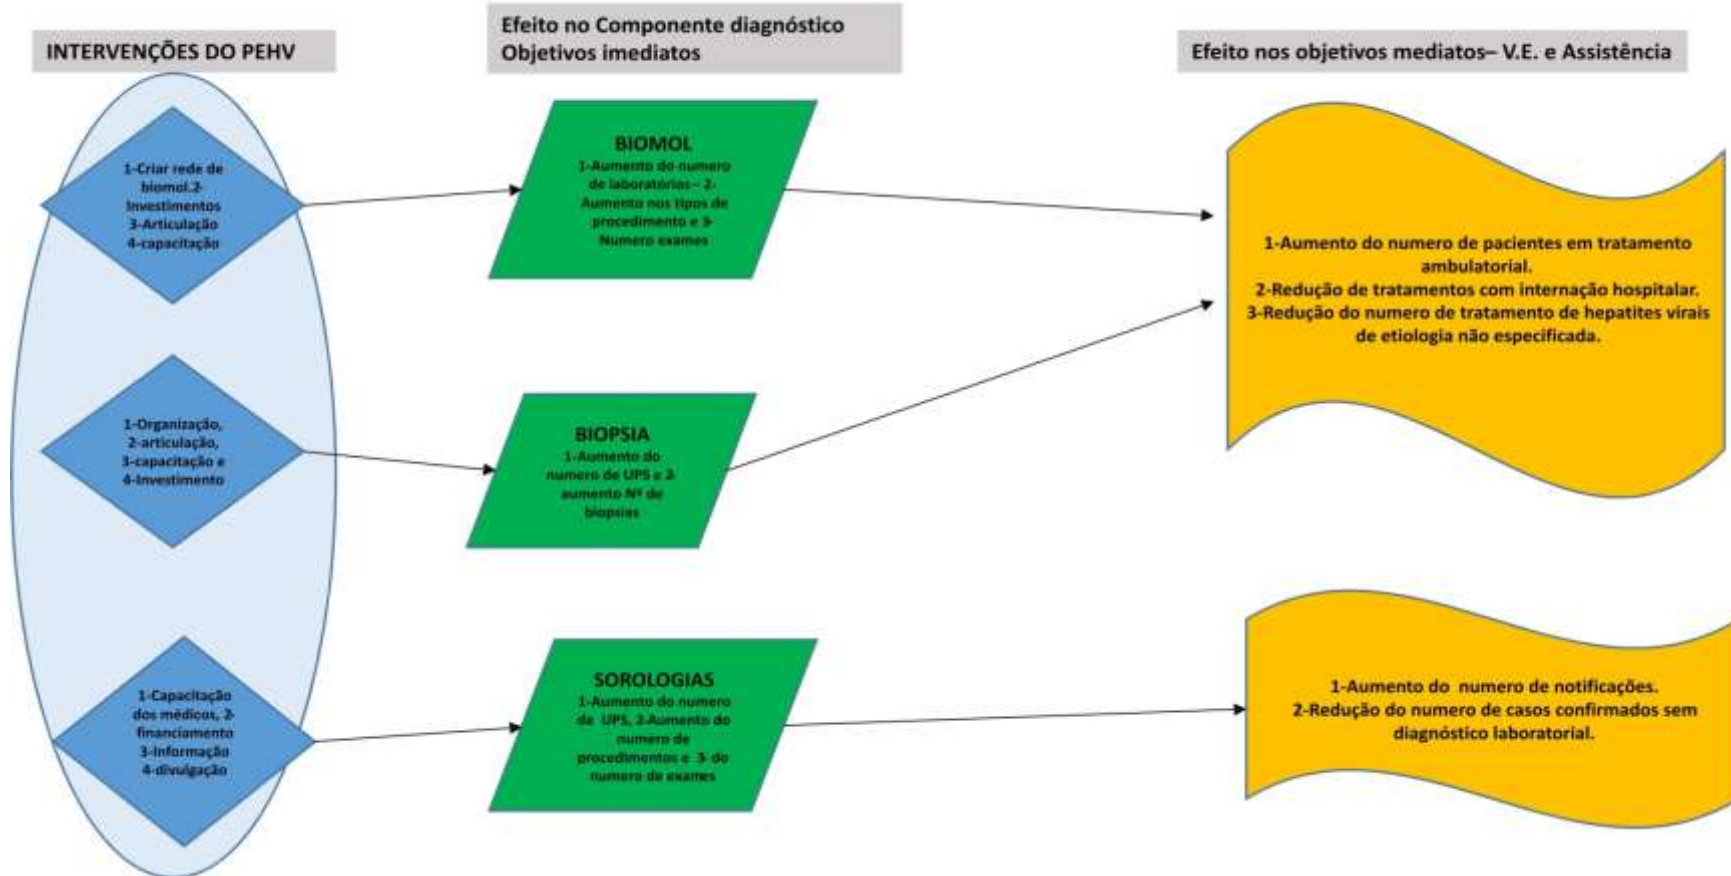 INTERVENÇÕES DO PEHV
Efeito no Componente diagnóstico
Objetivos imediatos
Efeito nos objetivos mediatos– V.E. e Assistência
1-Criar rede de
biomol.2-
Investimentos
3-Articulação
4-capacitação
BIOMOL
1-Aumento do numero
de laboratórios– 2-
Aumento nos tipos de
procedimento e 3-
Numero exames
1-Aumento do numero de pacientes em tratamento
ambulatorial.
2-Redução de tratamentos com internação hospitalar.
3-Redução do numero de tratamento de hepatites virais
de etiologia não especificada.
1-Organização,
2-articulação,
3-capacitação e
4-Investimento
BIOPSIA
1-Aumento do
numero de UPS e 2-
aumento Nº de
biopsias
1-Capacitação
dos médicos, 2-
financiamento
3-Informação
4-divulgação
SOROLOGIAS
1-Aumento do numero
de UPS, 2-Aumento do
numero de
procedimentos e 3- do
numero de exames
1-Aumento do numero de notificações.
2-Redução do numero de casos confirmados sem
diagnóstico laboratorial.